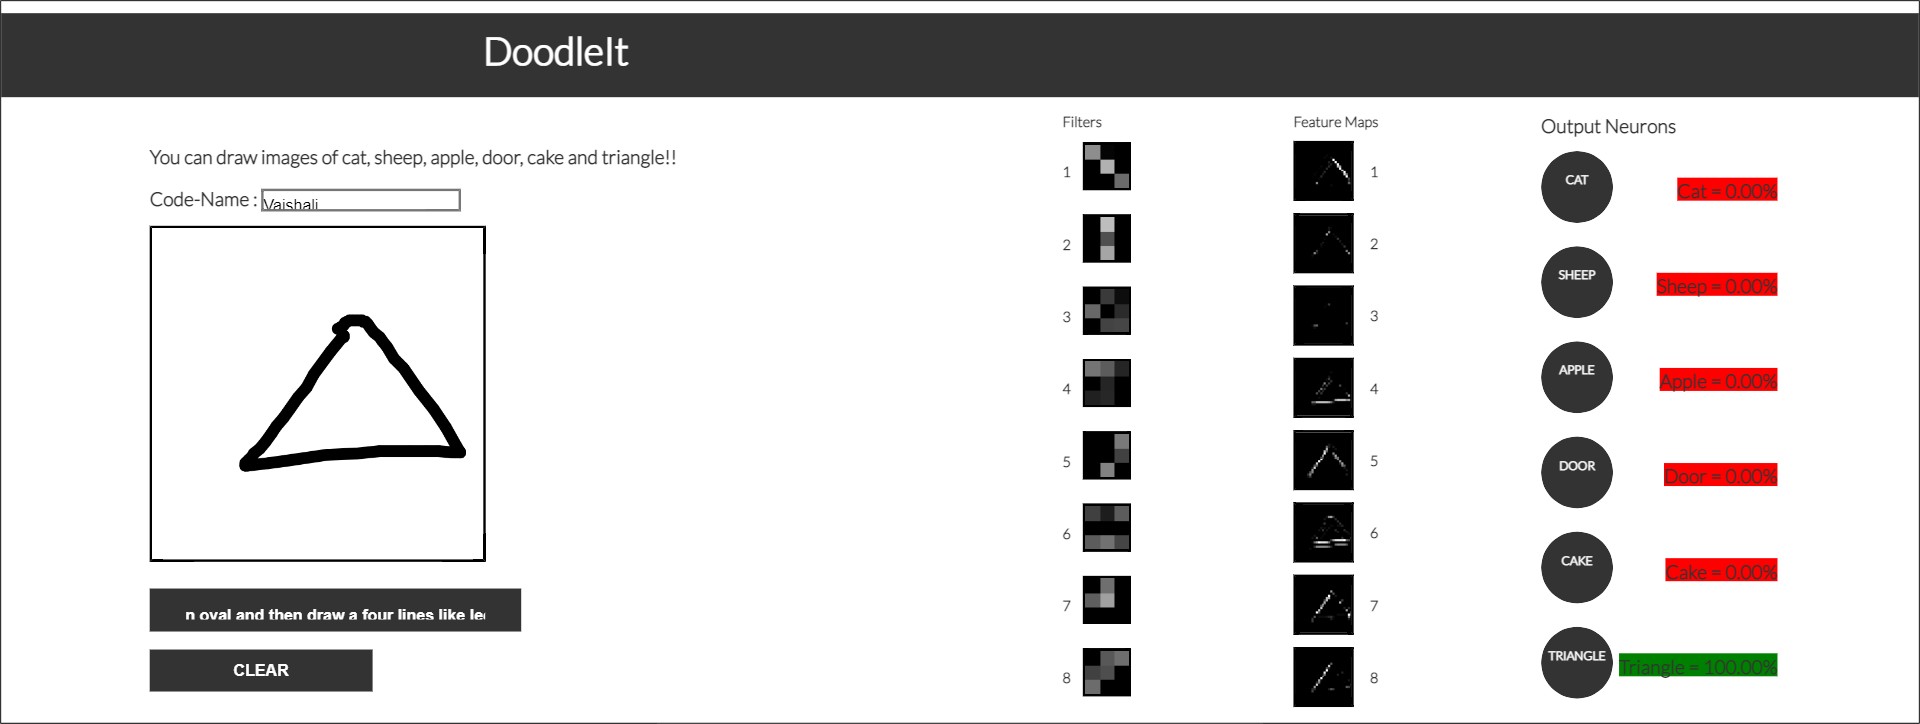 DoodleIt
You can draw images of cat, sheep, apple, door, cake and triangle!!
Code-Name : Vaishali
n oval and then draw a four lines like
CLEAR
Filters
1
2
3
4
5
6
7
8
Feature Maps
1
2
3
4
5
6
7
8
Output Neurons
CAT
Cat = 0.00%
SHEEP
Sheep = 0.00%
APPLE
Apple = 0.00%
DOOR
Door = 0.00%
CAKE
Cake = 0.00%
TRIANGLE
Triangle = 100.00%